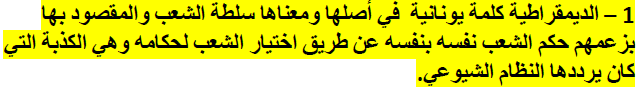 1 – الديمقراطية كلمة يونانية  في أصلها ومعناها سلطة الشعب والمقصود بها
بزعمهم حكم الشعب نفسه بنفسه عن طريق اختيار الشعب لحكامه وهي الكذبة التي
كان يرددها النظام الشيوعي.